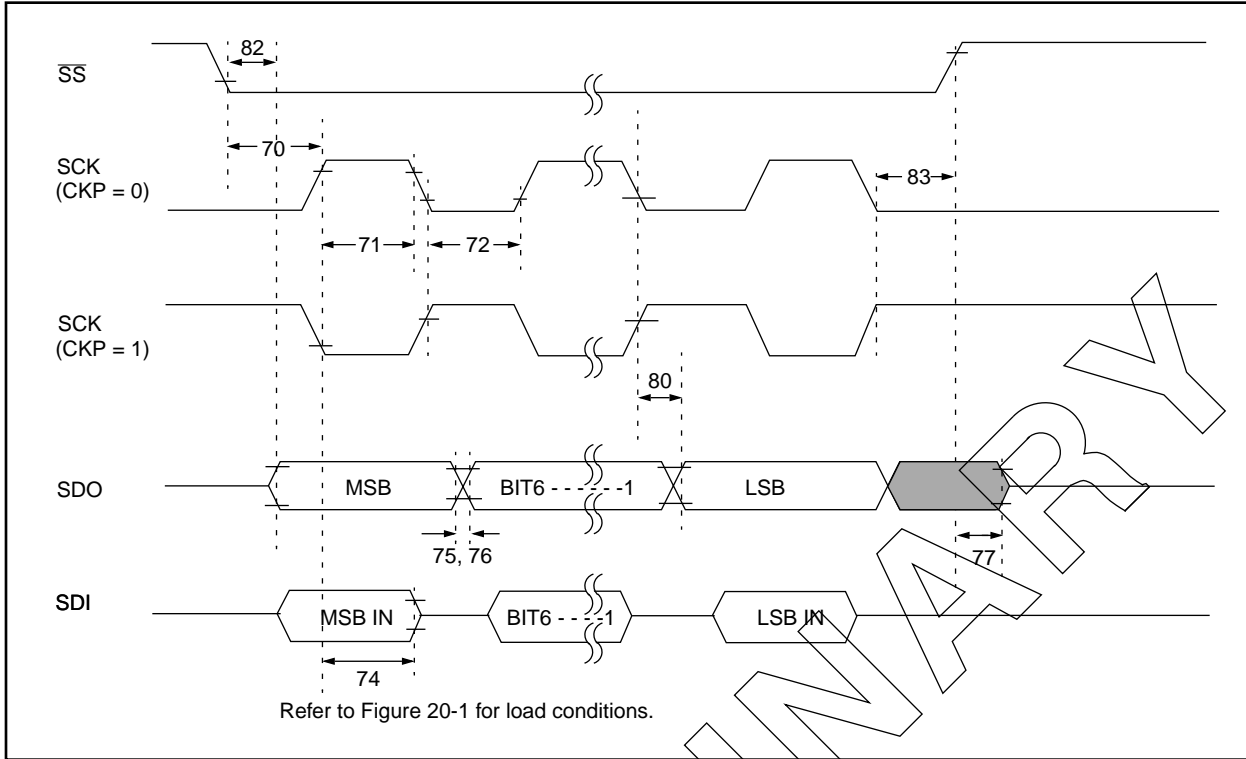 82
SS
70
SCK
(CKP = 0)
83
71
72
SCK
(CKP = 1)
80
SDO
MSB
BIT6 - - - - - -1
LSB
75, 76
77
SDI
MSB IN
BIT6 - - - -1
LSB IN
74
Refer to Figure 20-1 for load conditions.
INARY